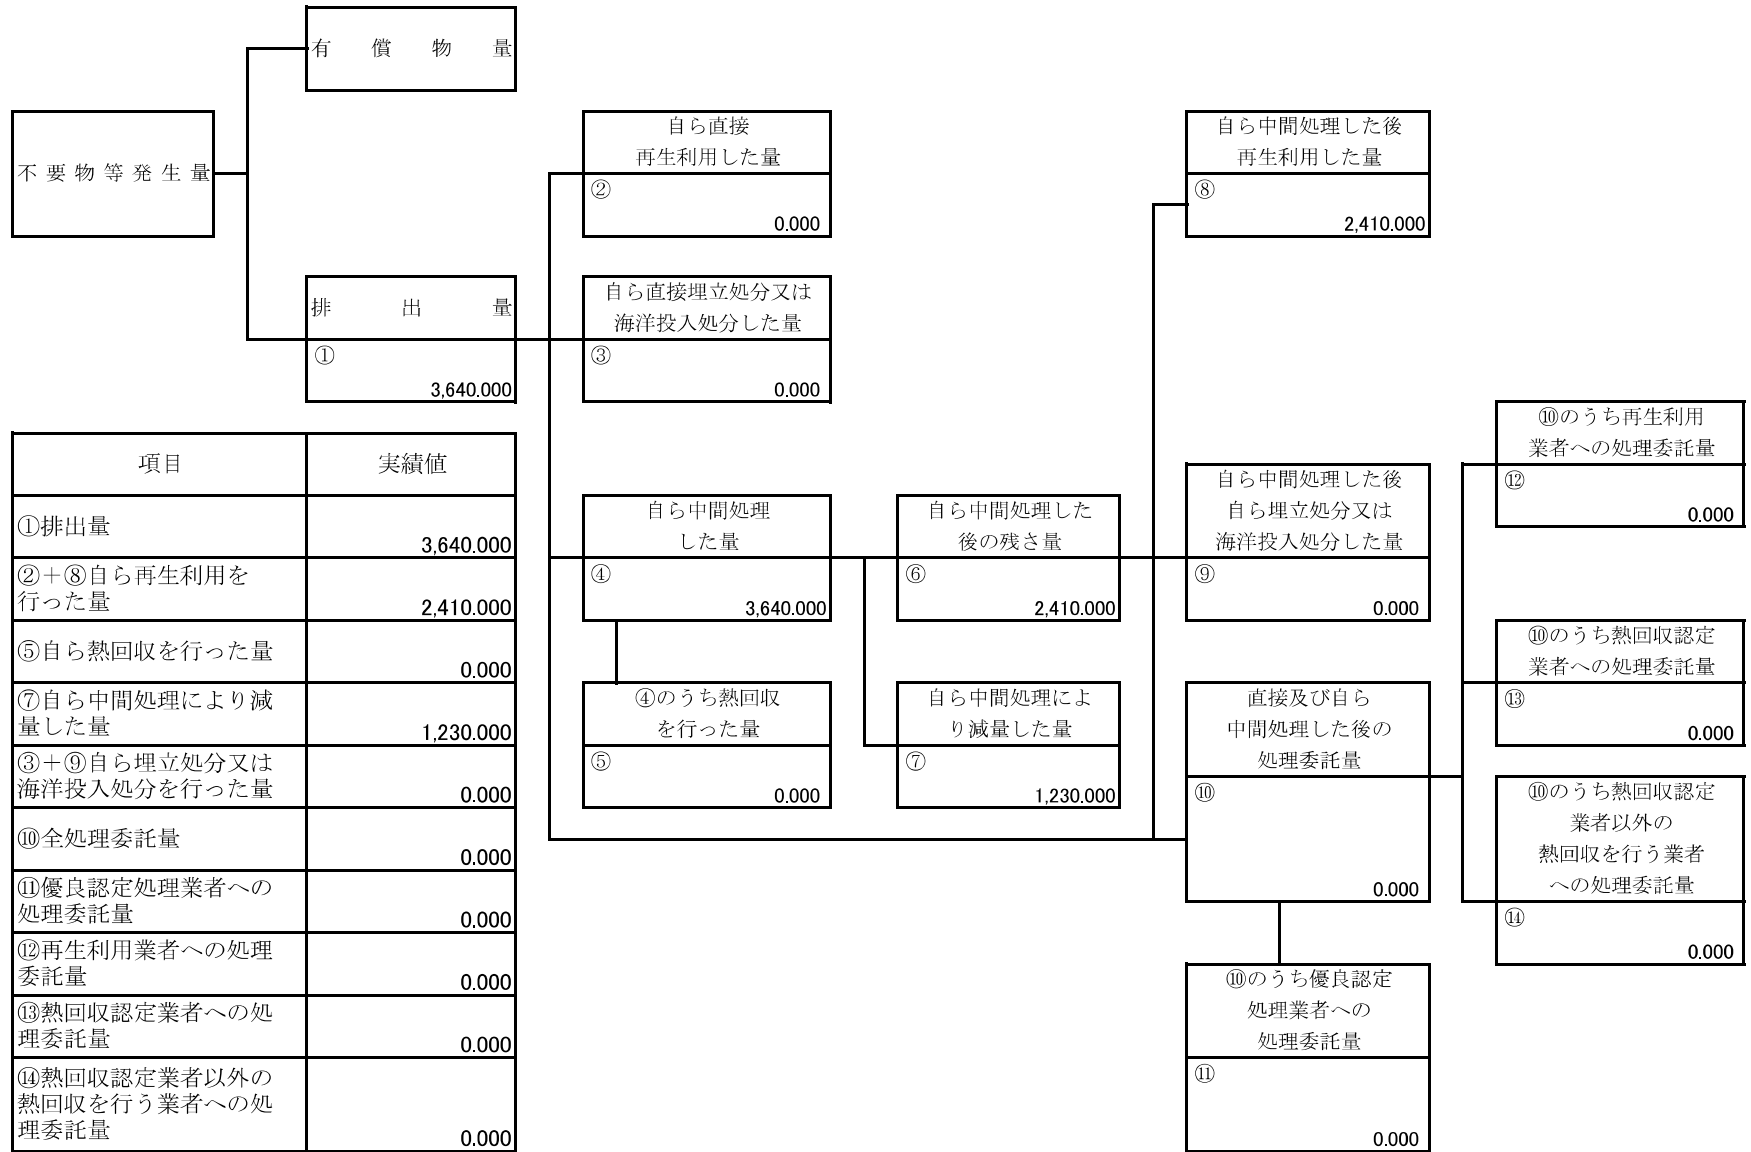 有償物量
不要物等発生量
排出量
①
3,640.000
自ら直接
再生利用した量
②
0.000
自ら直接埋立処分又は
海洋投入処分した量
③
0.000
自ら中間処理
した量
④
3,640.000
④のうち熱回収
を行った量
⑤
0.000
自ら中間処理した
後の残さ量
⑥
2,410.000
自ら中間処理によ
り減量した量
⑦
1,230.000
自ら中間処理した後
再生利用した量
⑧
2,410.000
自ら中間処理した後
自ら埋立処分又は
海洋投入処分した量
⑨
0.000
直接及び自ら
中間処理した後の
処理委託量
⑩
0.000
⑩のうち優良認定
処理業者への
処理委託量
⑪
0.000
⑩のうち再生利用
業者への処理委託量
⑫
0.000
⑩のうち熱回収認定
業者への処理委託量
⑬
0.000
⑩のうち熱回収認定
業者以外の
熱回収を行う業者
への処理委託量
⑭
0.000
項目 実績値
①排出量
3,640.000
②＋⑧自ら再生利用を
行った量
2,410.000
⑤自ら熱回収を行った量
0.000
⑦自ら中間処理により減
量した量
1,230.000
③＋⑨自ら埋立処分又は
海洋投入処分を行った量
0.000
⑩全処理委託量
0.000
⑪優良認定処理業者への
処理委託量
0.000
⑫再生利用業者への処理
委託量
0.000
⑬熱回収認定業者への処
理委託量
0.000
⑭熱回収認定業者以外の
熱回収を行う業者への処
理委託量
0.000